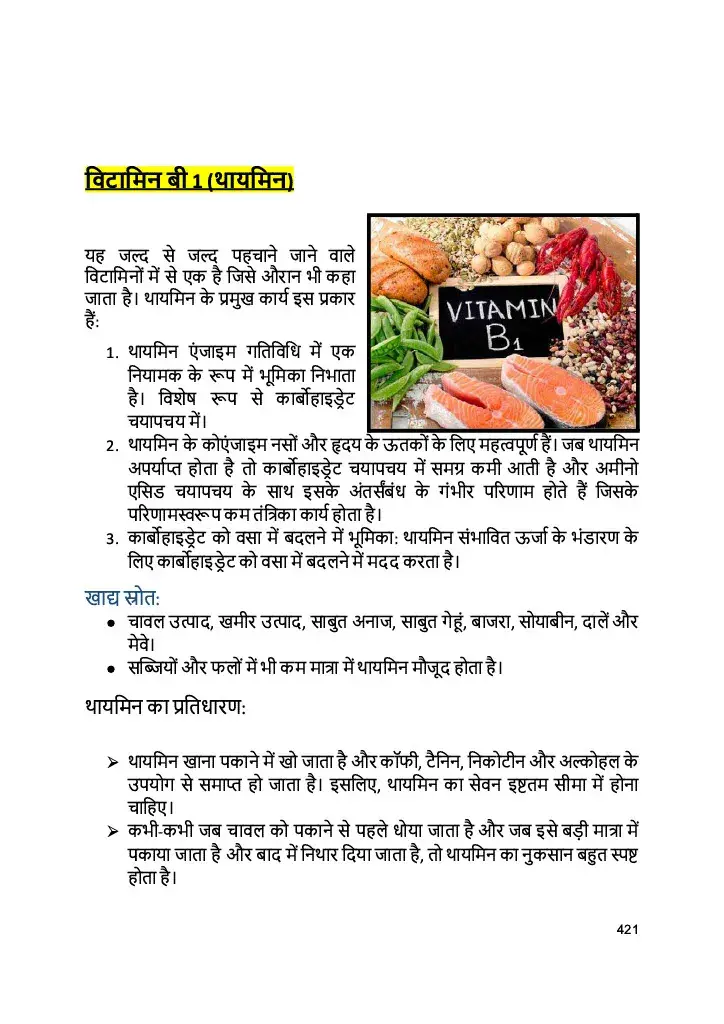 विटामिन बी 1 (थायमिन)
यह जल्द से जल्द पहचाने जाने वाले
विटामिनों में से एक है जिसे औरान भी कहा
जाता है। थायमिन के प्रमुख कार्य इस प्रकार
हैं:
VITAMIN
B1
1. थायमिन एंजाइम गतिविधि में एक
नियामक के रूप में भूमिका निभाता
है। विशेष रूप से कार्बोहाइड्रेट
चयापचय में।
2. थायमिन के कोएंजाइम नसों और हृदय के ऊतकों के लिए महत्वपूर्ण हैं। जब थायमिन
अपर्याप्त होता है तो कार्बोहाइड्रेट चयापचय में समग्र कमी आती है और अमीनो
एसिड चयापचय के साथ इसके अंतर्संबंध के गंभीर परिणाम होते हैं जिसके
परिणामस्वरूप कम तंत्रिका कार्य होता है।
3. कार्बोहाइड्रेट को वसा में बदलने में भूमिका: थायमिन संभावित ऊर्जा के भंडारण के
लिए कार्बोहाइड्रेट को वसा में बदलने में मदद करता है।
खाद्य स्रोत:
● चावल उत्पाद, खमीर उत्पाद, साबुत अनाज, साबुत गेहूं, बाजरा, सोयाबीन, दालें और
मेवे।
● सब्जियों और फलों में भी कम मात्रा में थायमिन मौजूद होता है।
थायमिन का प्रतिधारण:
➢ थायमिन खाना पकाने में खो जाता है और कॉफी, टैनिन, निकोटीन और अल्कोहल के
उपयोग से समाप्त हो जाता है। इसलिए, थायमिन का सेवन इष्टतम सीमा में होना
चाहिए।
➢ कभी-कभी जब चावल को पकाने से पहले धोया जाता है और जब इसे बड़ी मात्रा में
पकाया जाता है और बाद में निथार दिया जाता है, तो थायमिन का नुकसान बहुत स्पष्ट
होता है।
421